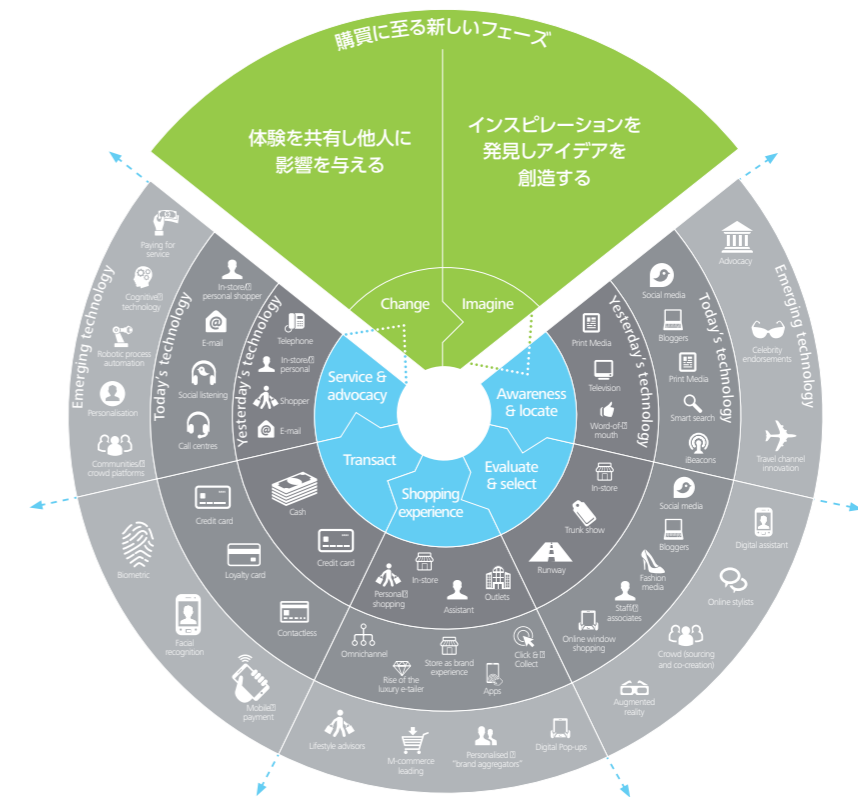 購買に至る新しいフェーズ
体験を共有し他人に
影響を与える
インスピレーションを
発見しアイデアを
創造する
Change
Imagine
Service &
advocacy
Awareness
& locate
Transact
Evaluate
& select
Shopping
experience
Emerging technology
Today's technology
Yesterday's technology
Yesterday's technology
Today's technology
Emerging technology
Paying for
service
Cognitive
technology
Robotic process
automation
Personalisation
Communities
crowd platforms
In-store
personal shopper
E-mail
Social listening
Call centres
Telephone
In-store
personal
Shopper
E-mail
Print Media
Television
Word-of-
mouth
Social media
Bloggers
Print Media
Smart search
iBeacons
Advocacy
Celebrity
endorsements
Travel channel
innovation
In-store
Trunk show
Runway
Social media
Bloggers
Fashion
media
Staff
associates
Online window
shopping
Digital assistant
Online stylists
Crowd (sourcing
and co-creation)
Augmented
reality
Personal
shopping
In-store
Assistant
Outlets
Omnichannel
Rise of the
luxury e-tailer
Store as brand
experience
Apps
Click &
Collect
Lifestyle advisors
M-commerce
leading
Personalised
"brand aggregators"
Digital Pop-ups
Cash
Credit card
Credit card
Loyalty card
Contactless
Biometric
Facial
recognition
Mobile
payment